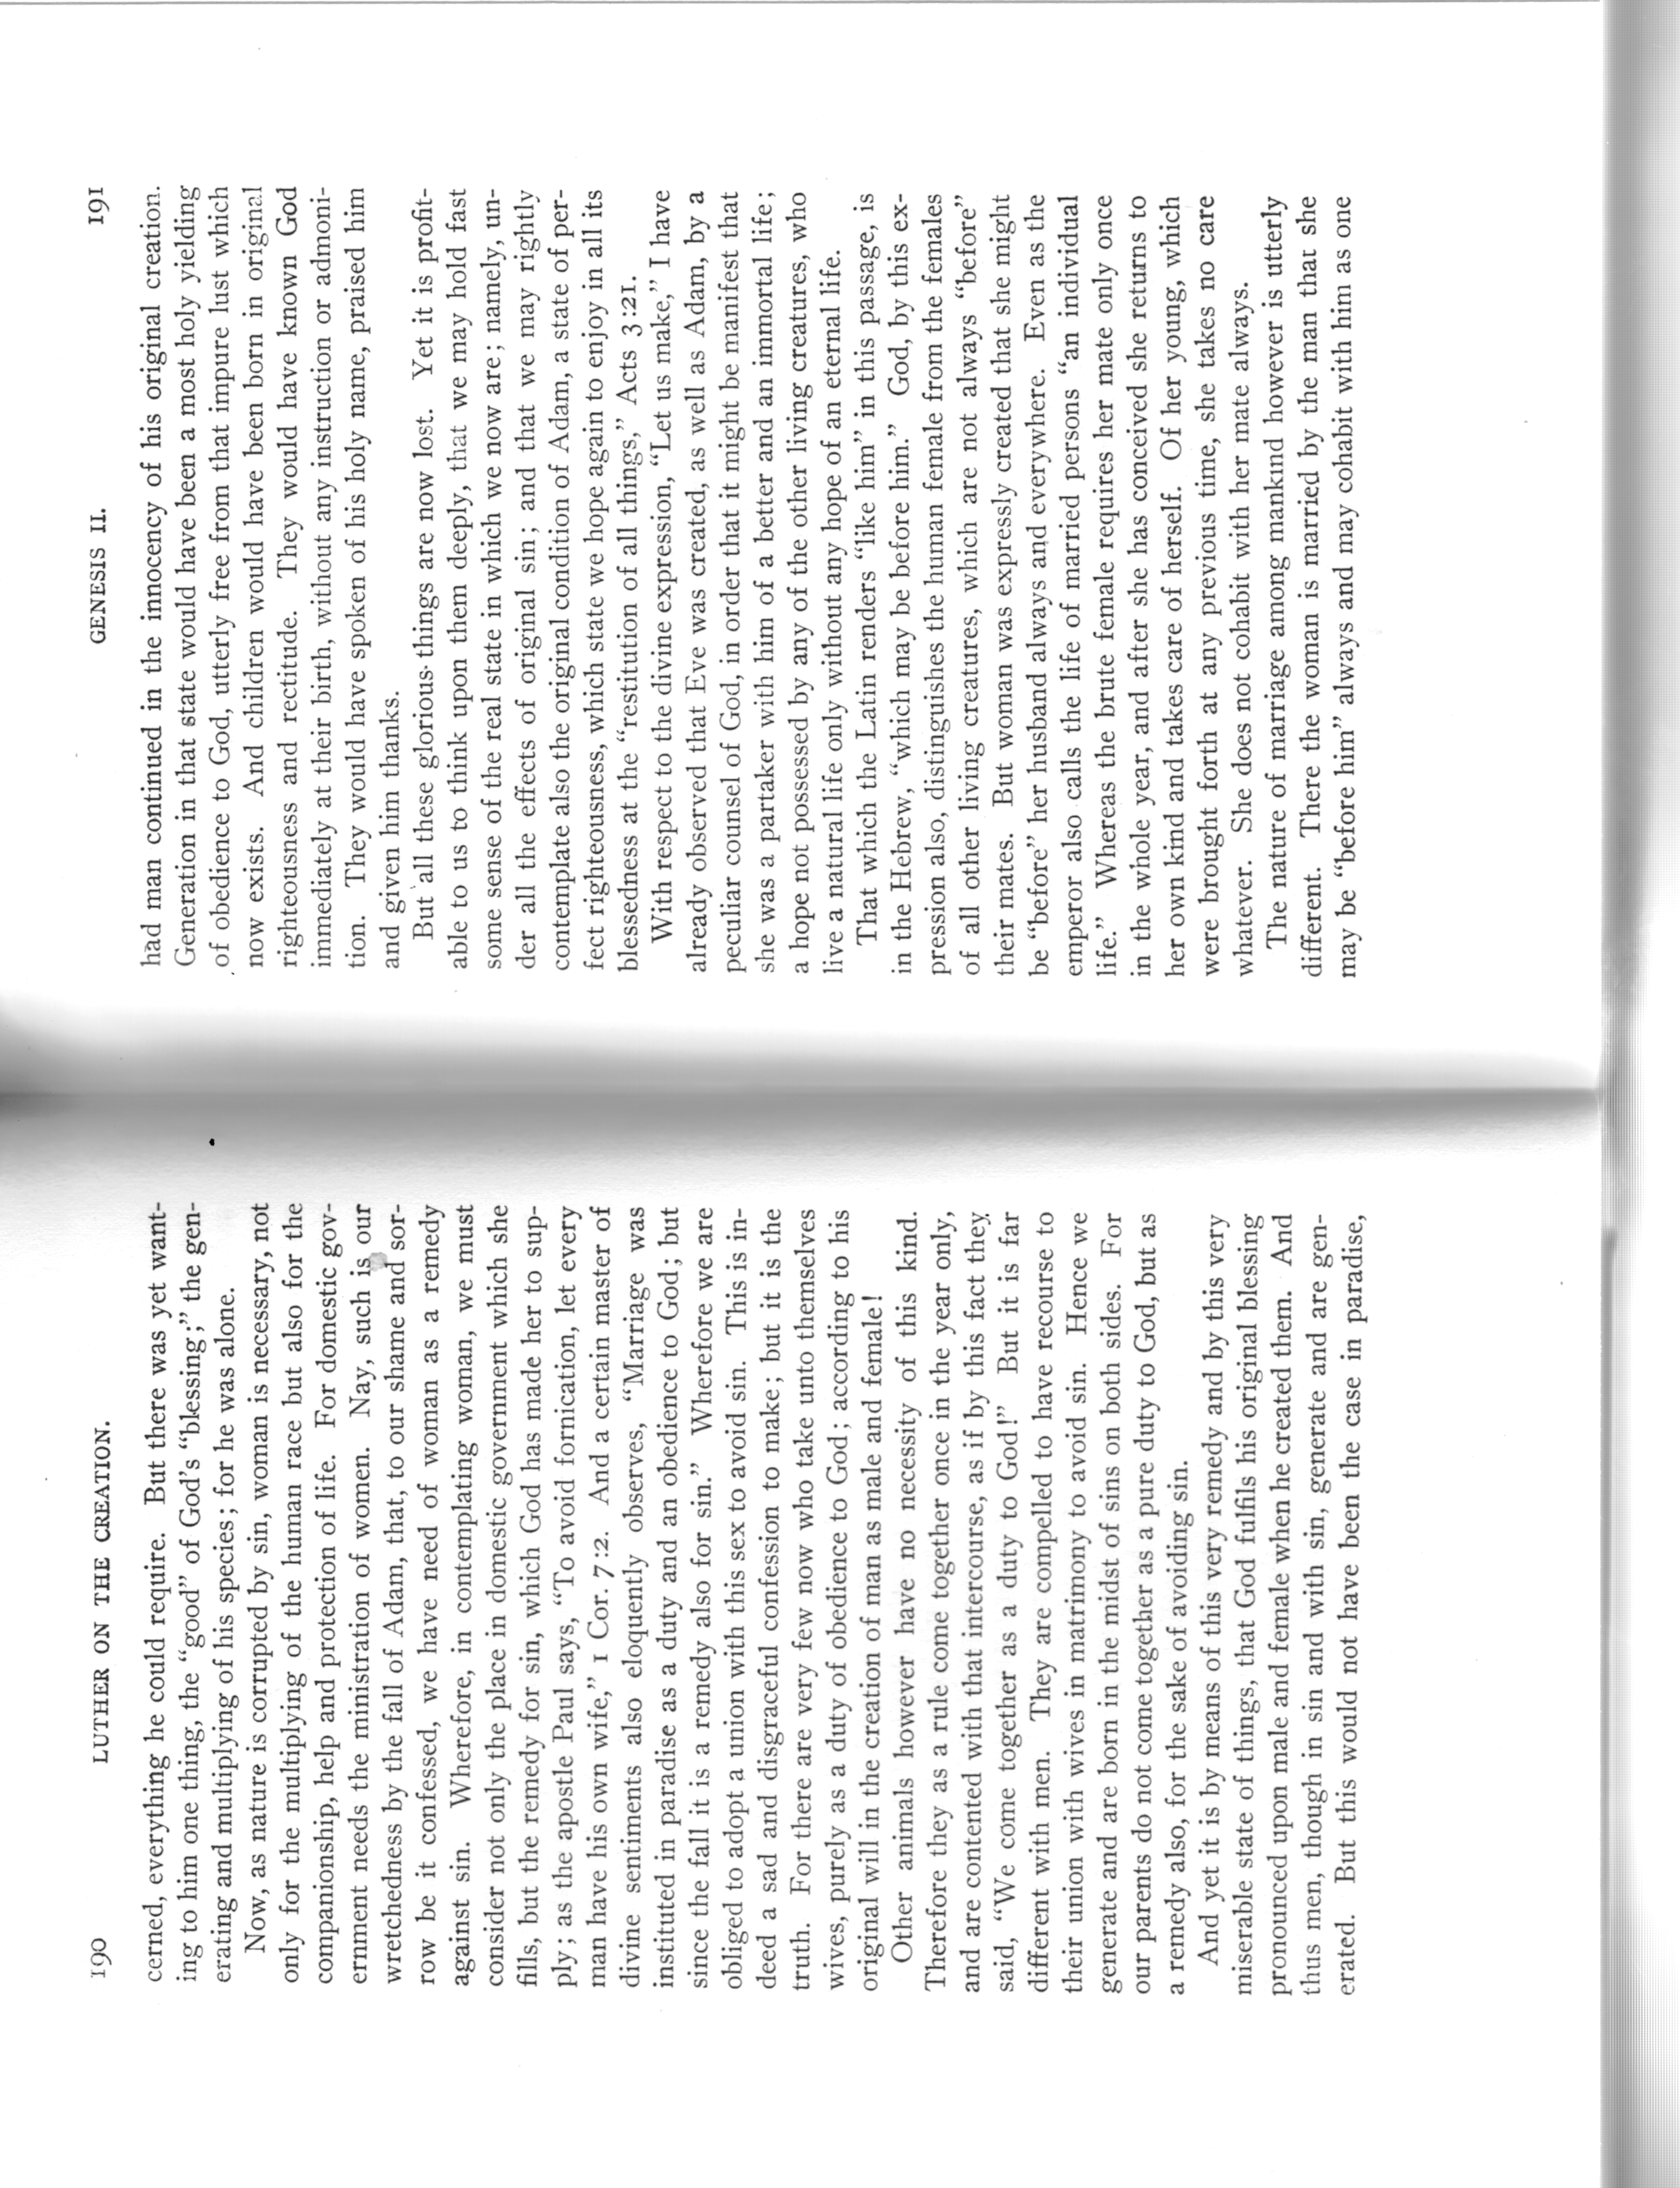 190 LUTHER ON THE CREATION.
cerned, everything he could require. But there was yet want-
ing to him one thing, the “good” of God's “blessing;” the gen-
erating and multiplying of his species; for he was alone.
Now, as nature is corrupted by sin, woman is necessary, not
only for the multiplying of the human race but also for the
companionship, help and protection of life. For domestic gov-
ernment needs the ministration of women. Nay, such is our
wretchedness by the fall of Adam, that, to our shame and sor-
row be it confessed, we have need of woman as a remedy
against sin. Wherefore, in contemplating woman, we must
consider not only the place in domestic government which she
fills, but the remedy for sin, which God has made her to sup-
ply; as the apostle Paul says, “To avoid fornication, let every
man have his own wife,” 1 Cor. 7:2. And a certain master of
divine sentiments also eloquently observes, “Marriage was
instituted in paradise as a duty and an obedience to God; but
since the fall it is a remedy also for sin.” Wherefore we are
obliged to adopt a union with this sex to avoid sin. This is in-
deed a sad and disgraceful confession to make; but it is the
truth. For there are very few now who take unto themselves
wives, purely as a duty of obedience to God; according to his
original will in the creation of man as male and female!
Other animals however have no necessity of this kind.
Therefore they as a rule come together once in the year only,
and are contented with that intercourse, as if by this fact they
said, “We come together as a duty to God!” But it is far
different with men. They are compelled to have recourse to
their union with wives in matrimony to avoid sin. Hence we
generate and are born in the midst of sins on both sides. For
our parents do not come together as a pure duty to God, but as
a remedy also, for the sake of avoiding sin.
And yet it is by means of this very remedy and by this very
miserable state of things, that God fulfils his original blessing
pronounced upon male and female when he created them. And
thus men, though in sin and with sin, generate and are gen-
erated. But this would not have been the case in paradise,
GENESIS II. 191
had man continued in the innocency of his original creation.
Generation in that state would have been a most holy yielding
of obedience to God, utterly free from that impure lust which
now exists. And children would have been born in original
righteousness and rectitude. They would have known God
immediately at their birth, without any instruction or admoni-
tion. They would have spoken of his holy name, praised him
and given him thanks.
But all these glorious things are now lost. Yet it is profit-
able to us to think upon them deeply, that we may hold fast
some sense of the real state in which we now are; namely, un-
der all the effects of original sin; and that we may rightly
contemplate also the original condition of Adam, a state of per-
fect righteousness, which state we hope again to enjoy in all its
blessedness at the “restitution of all things,” Acts 3:21.
With respect to the divine expression, “Let us make,” I have
already observed that Eve was created, as well as Adam, by a
peculiar counsel of God, in order that it might be manifest that
she was a partaker with him of a better and an immortal life;
a hope not possessed by any of the other living creatures, who
live a natural life only without any hope of an eternal life.
That which the Latin renders “like him” in this passage, is
in the Hebrew, “which may be before him.” God, by this ex-
pression also, distinguishes the human female from the females
of all other living creatures, which are not always “before”
their mates. But woman was expressly created that she might
be “before” her husband always and everywhere. Even as the
emperor also calls the life of married persons “an individual
life.” Whereas the brute female requires her mate only once
in the whole year, and after she has conceived she returns to
her own kind and takes care of herself. Of her young, which
were brought forth at any previous time, she takes no care
whatever. She does not cohabit with her mate always.
The nature of marriage among mankind however is utterly
different. There the woman is married by the man that she
may be “before him” always and may cohabit with him as one